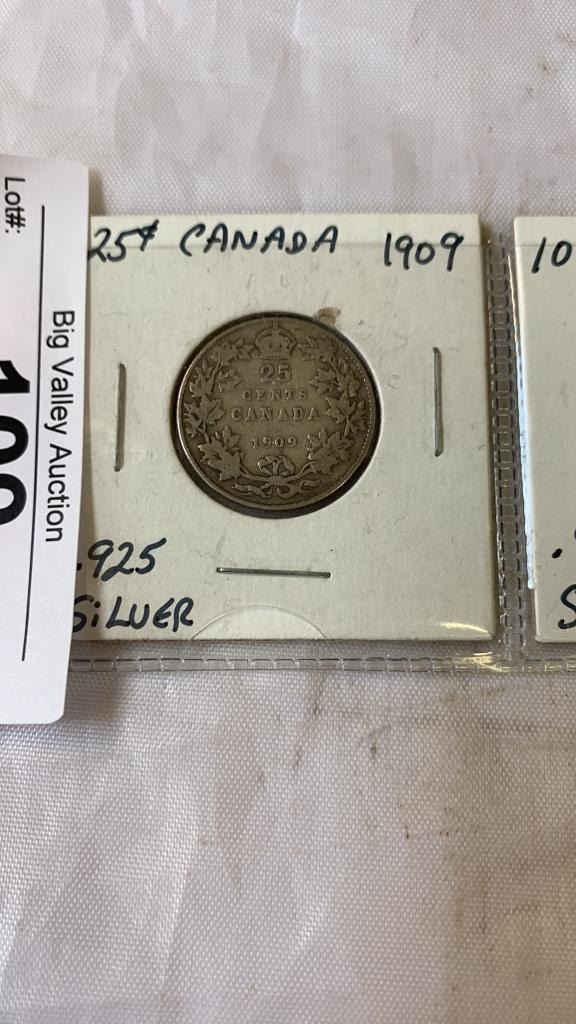 Lot#:
Big Valley Auction
25¢ CANADA 1909
25
CENTS
CANADA
1909
.925
SiLVER
10